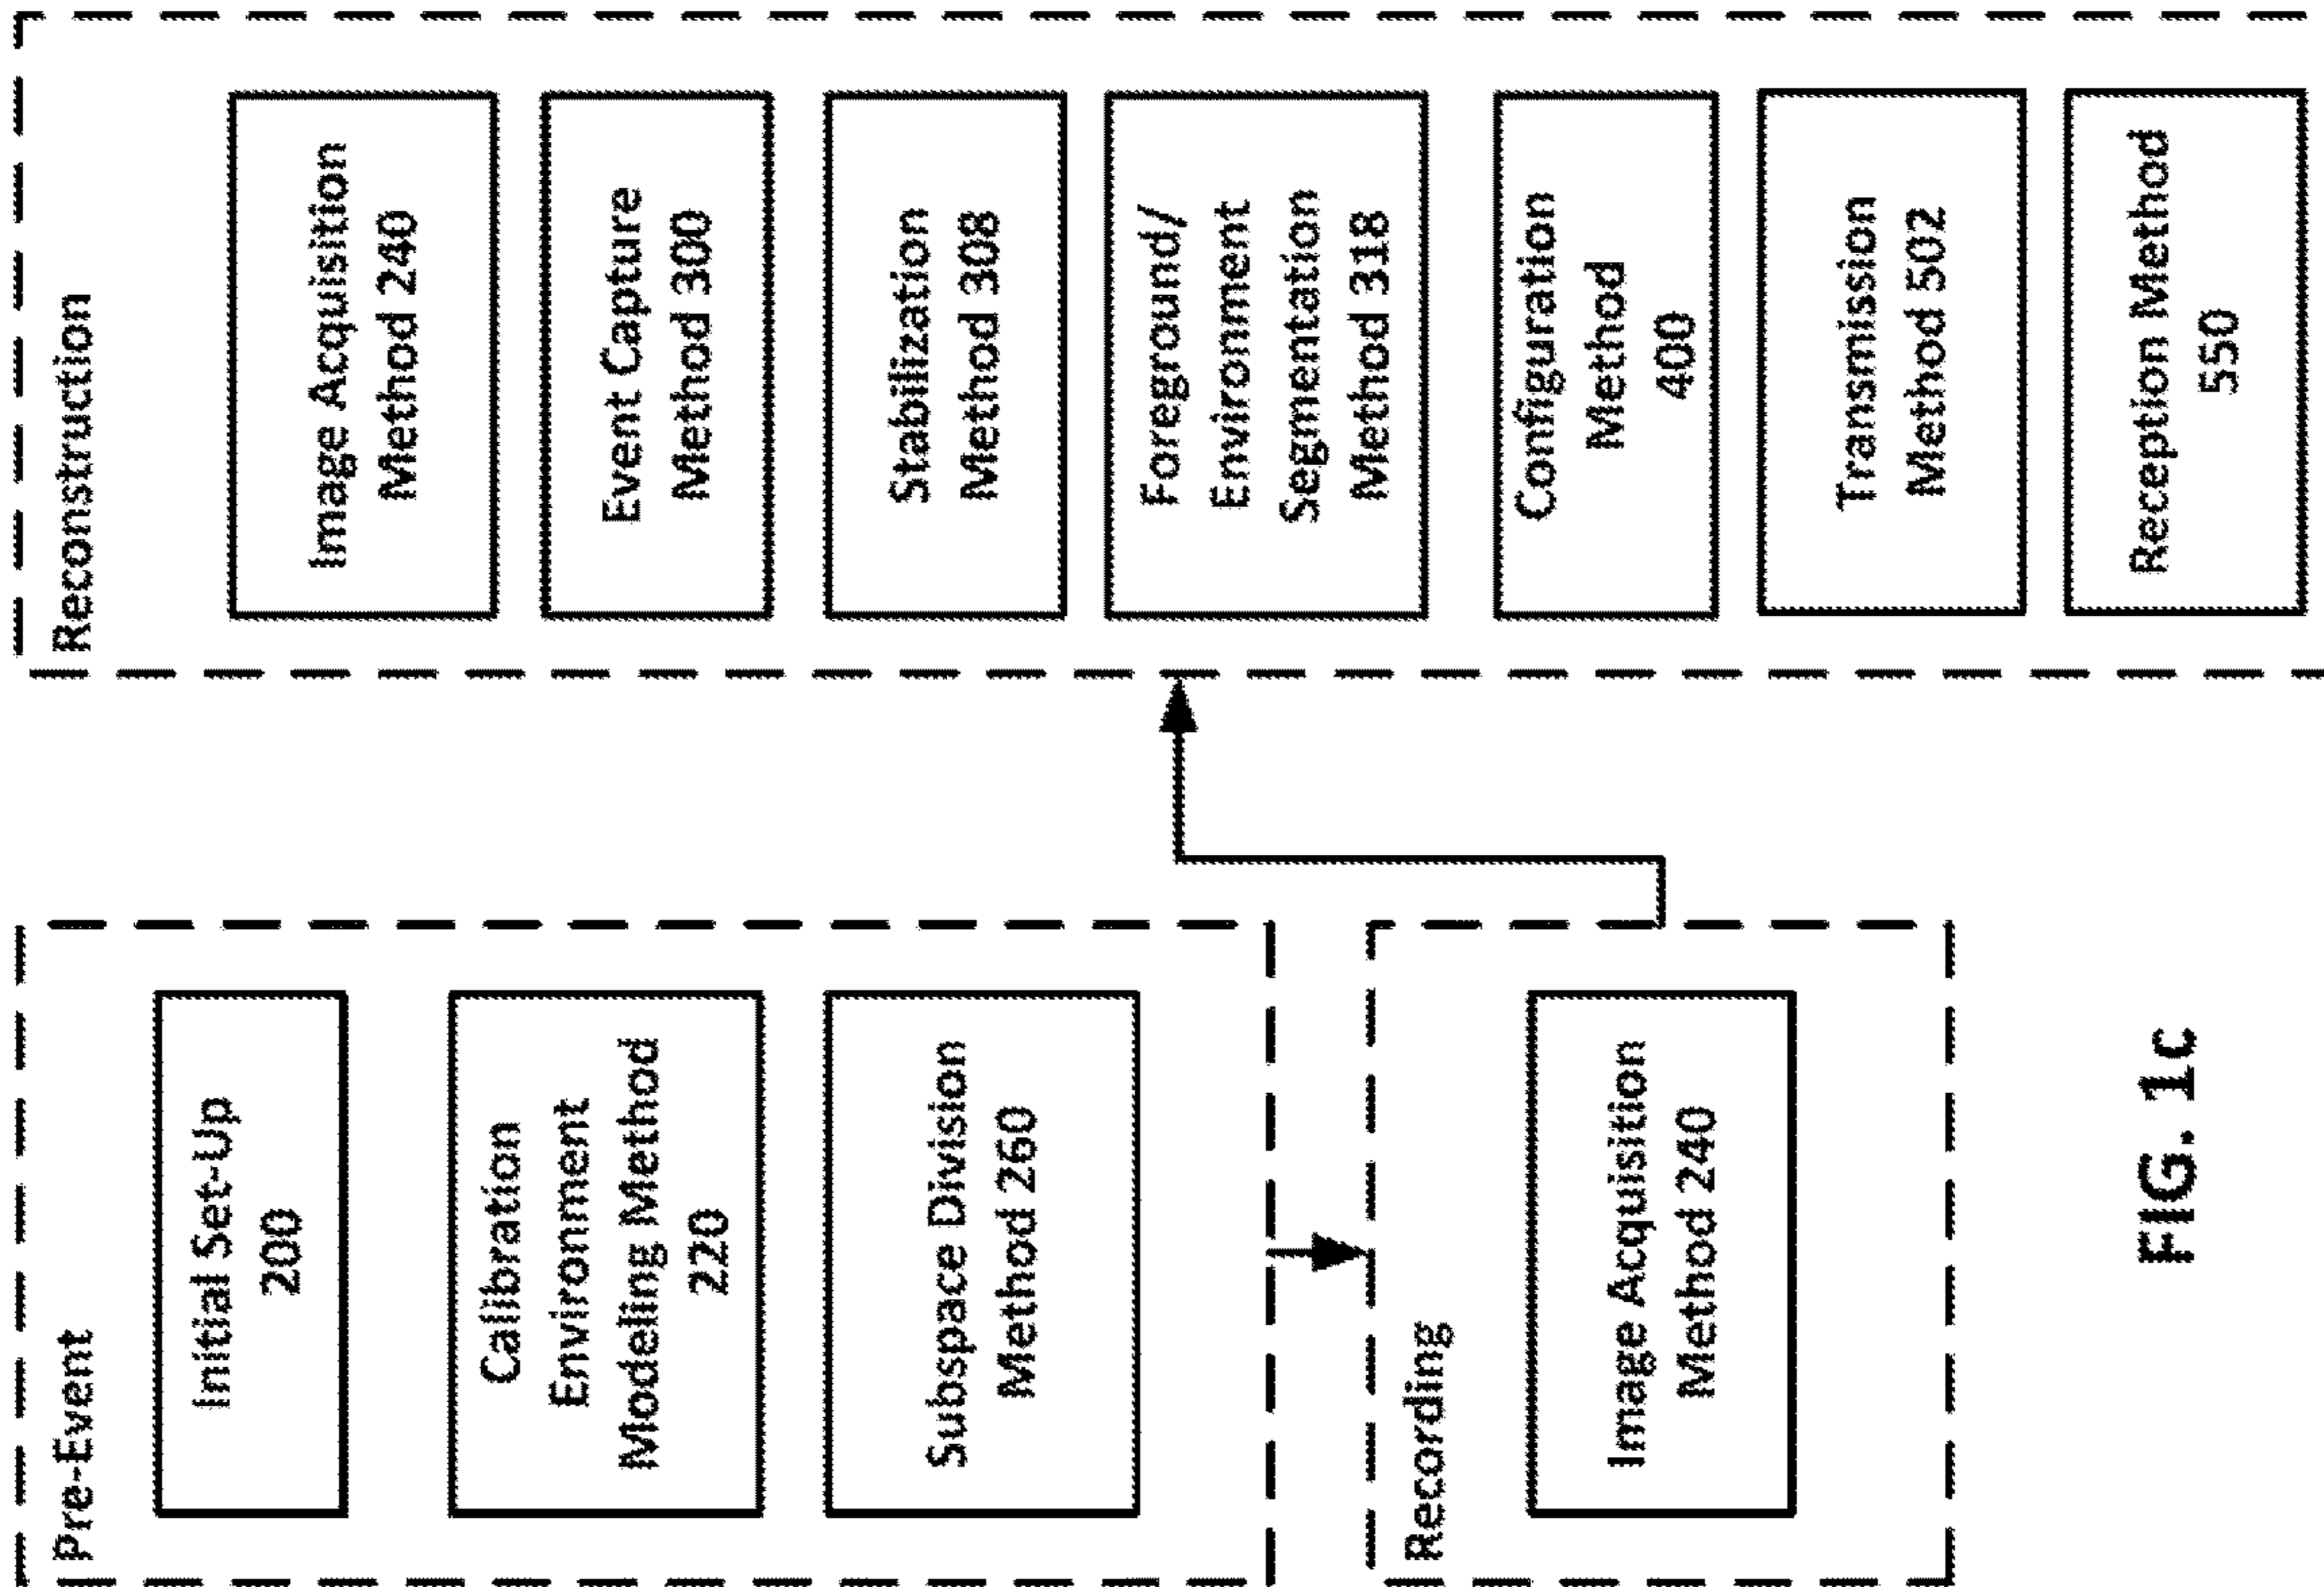 Pre-Event
Initial Set-Up
200
Calibration
Environment
Modeling Method
220
Subspace Division
Method 260
Recording
Image Acquisition
Method 240
Reconstruction
Image Acquisition
Method 240
Event Capture
Method 300
Stabilization
Method 308
Foreground/
Environment
Segmentation
Method 318
Configuration
Method
400
Transmission
Method 502
Reception Method
550
FIG. 1c